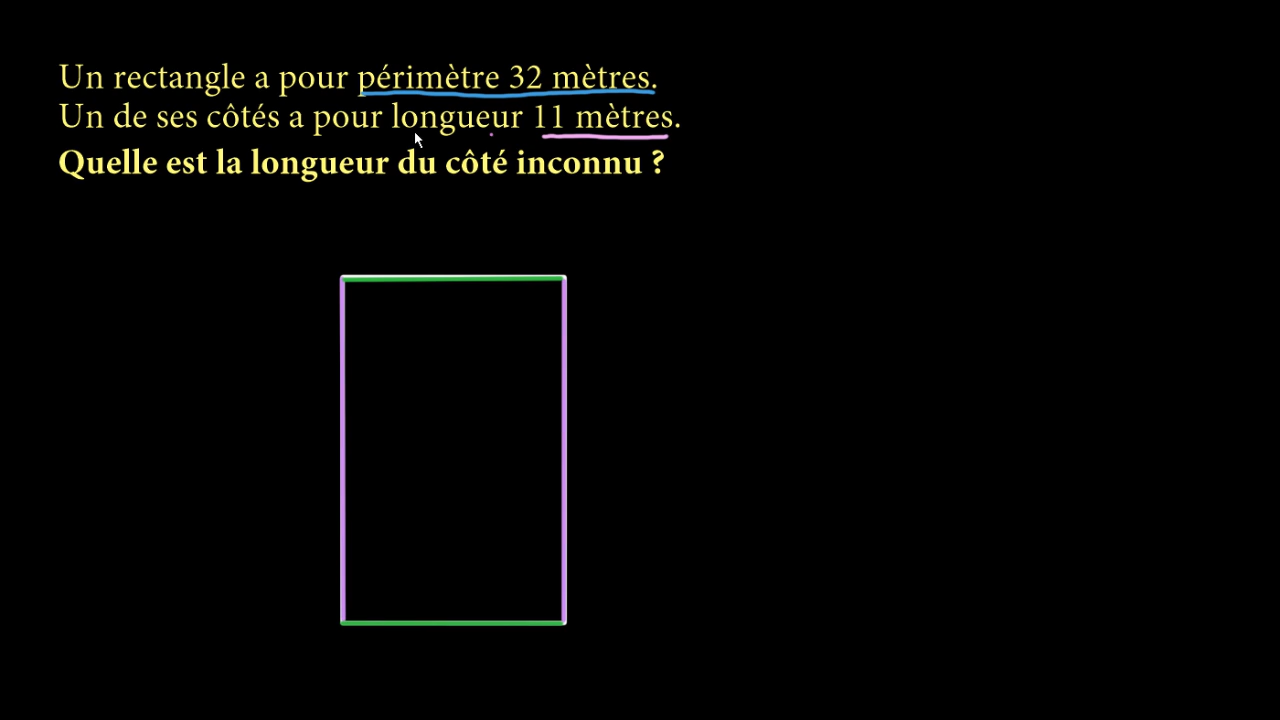 Un rectangle a pour périmètre 32 mètres.
Un de ses côtés a pour longueur 11 mètres.
Quelle est la longueur du côté inconnu ?